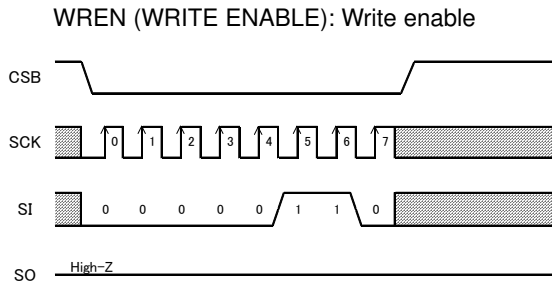 WREN (WRITE ENABLE): Write enable
CSB
SCK 0 1 2 3 4 5 6 7
SI 0 0 0 0 0 1 1 0
High-Z
SO